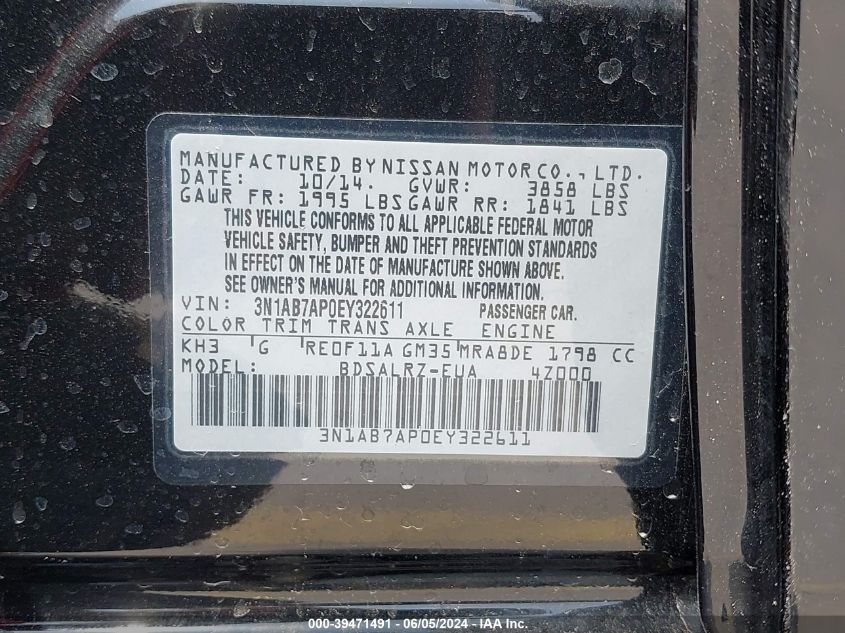 MANUFACTURED BY NISSAN MOTOR CO., LTD.
DATE: 10/14. GVWR: 3858 LBS
GAWR FR: 1995 LBS GAWR RR: 1841 LBS
THIS VEHICLE CONFORMS TO ALL APPLICABLE FEDERAL MOTOR
VEHICLE SAFETY, BUMPER AND THEFT PREVENTION STANDARDS
IN EFFECT ON THE DATE OF MANUFACTURE SHOWN ABOVE.
SEE OWNER'S MANUAL FOR ADDITIONAL INFORMATION.
VIN: 3N1AB7AP0EY322611 PASSENGER CAR.
COLOR TRIM TRANS AXLE ENGINE
KH3 G RE0F11A GM35 MRA8DE 1798 CC
MODEL: BDSALRZ-EUA 4Z000
3N1AB7AP0EY322611
000-39471491 - 06/05/2024 - IAA Inc.